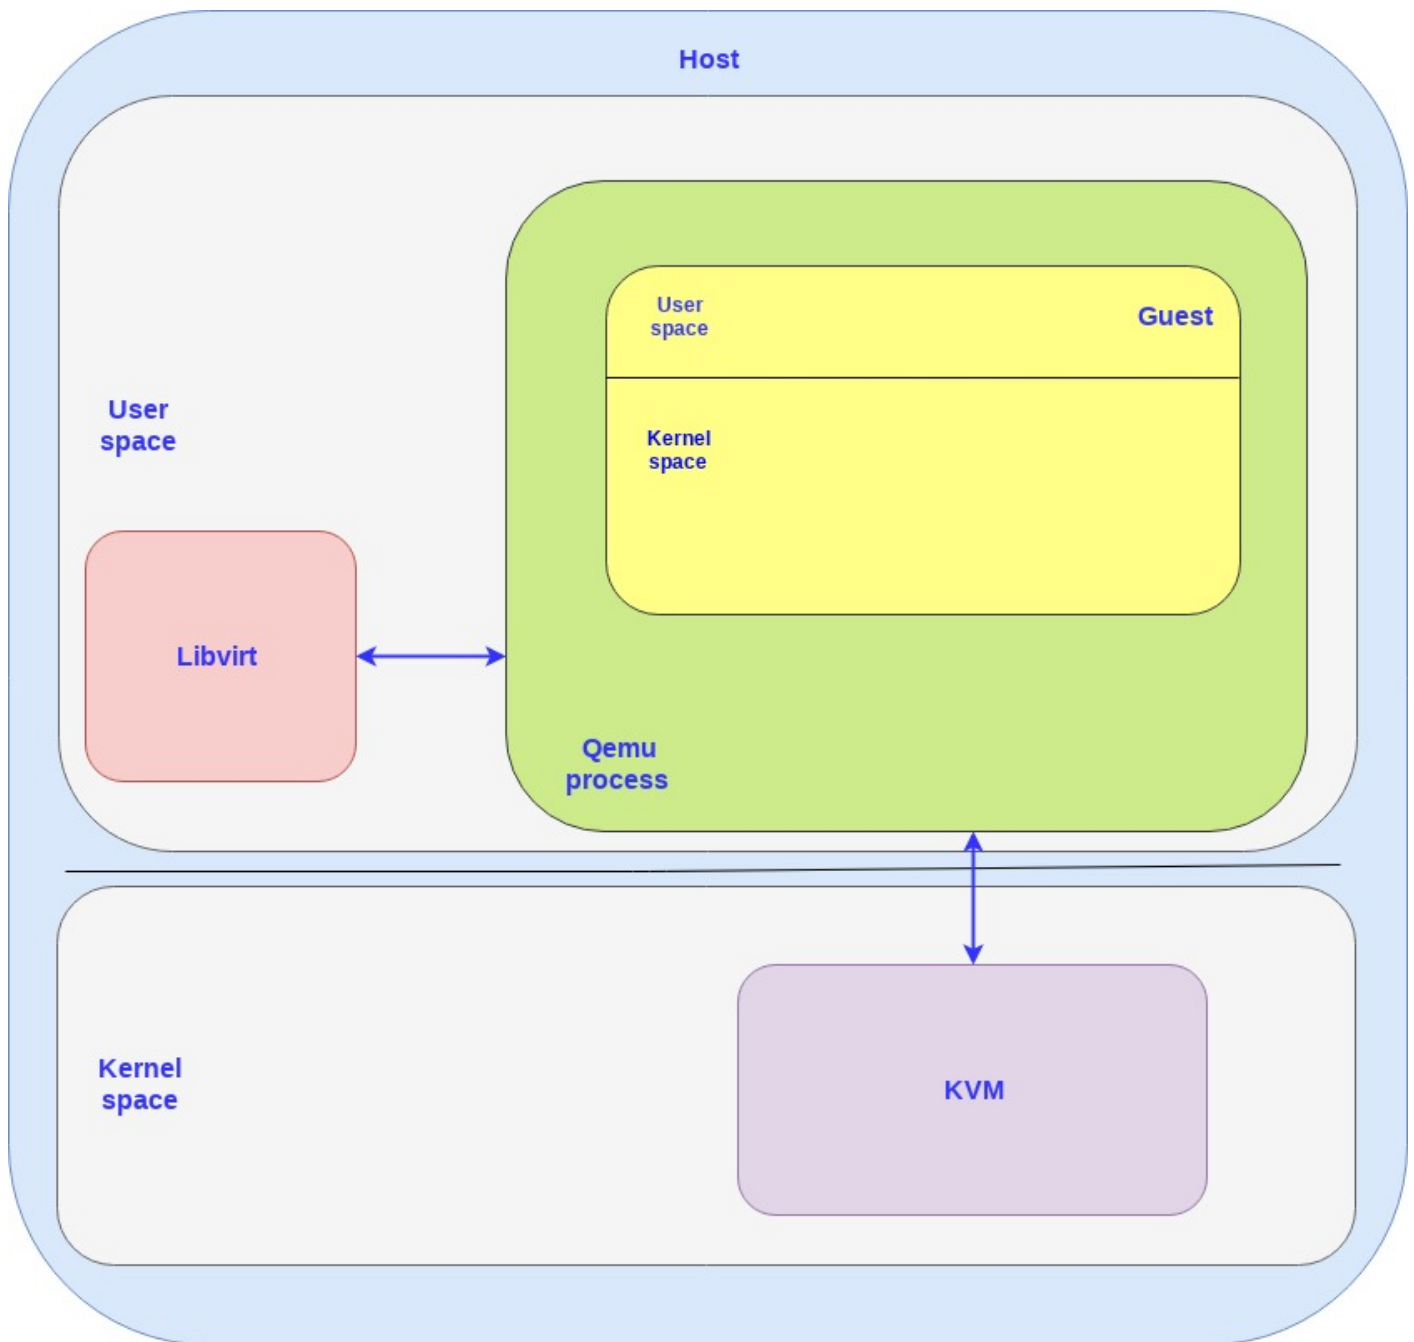 Host
User
space
Guest
Kernel
space
User
space
Libvirt
Qemu
process
Kernel
space
KVM